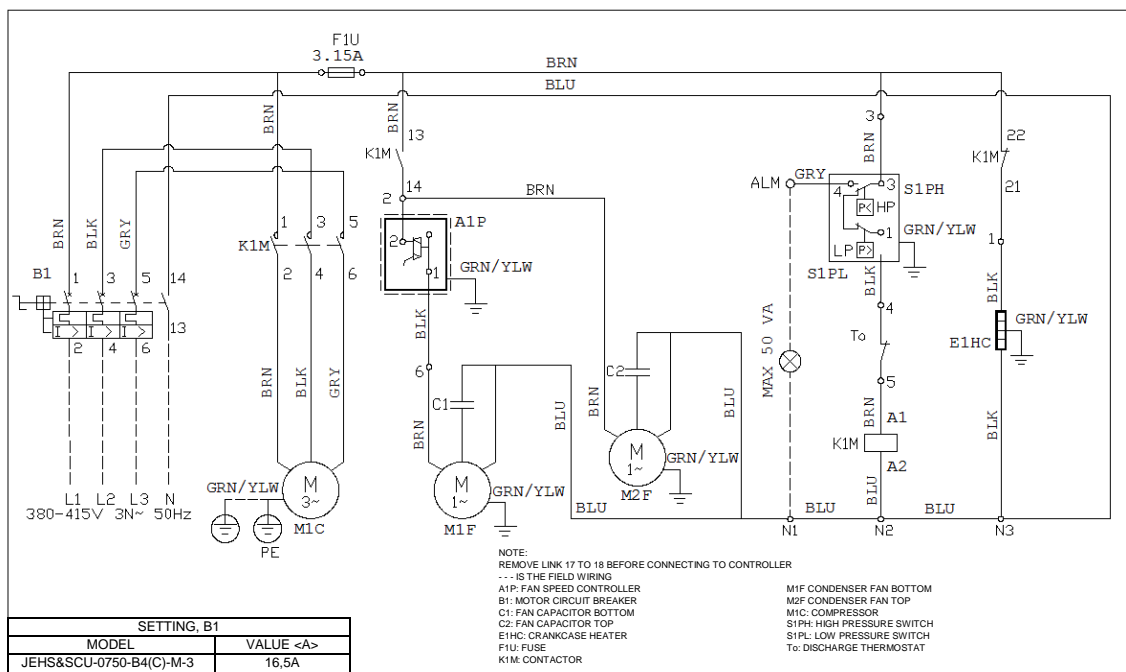 F1U
3.15A
BRN
BLU
BRN
BRN
BRN
13
K1M
14
2
BRN
3
BRN
22
K1M
21
ALM
GRY
4
3
S1PH
P<
HP
1
GRN/YLW
LP
P>
S1PL
BRN
BLK
GRY
B1
1
3
5
14
I>
I>
I>
13
2
4
6
K1M
1
3
5
2
4
6
A1P
2
1
GRN/YLW
BLK
BLK
4
To
5
1
BLK
GRN/YLW
E1HC
MAX 50 VA
BRN
BLK
GRY
6
C1
C2
BLU
BRN
BLU
BRN
BRN
A1
K1M
A2
BLU
BLK
L1
L2
L3
N
380-415V 3N~ 50Hz
GRN/YLW
PE
M
3~
M1C
M
1~
M1F
GRN/YLW
M
1~
M2F
GRN/YLW
BLU
BLU
BLU
N1
N2
N3
NOTE:
REMOVE LINK 17 TO 18 BEFORE CONNECTING TO CONTROLLER
- - - IS THE FIELD WIRING
A1P: FAN SPEED CONTROLLER
B1: MOTOR CIRCUIT BREAKER
C1: FAN CAPACITOR BOTTOM
C2: FAN CAPACITOR TOP
E1HC: CRANKCASE HEATER
F1U: FUSE
K1M: CONTACTOR
M1F CONDENSER FAN BOTTOM
M2F CONDENSER FAN TOP
M1C: COMPRESSOR
S1PH: HIGH PRESSURE SWITCH
S1PL: LOW PRESSURE SWITCH
To: DISCHARGE THERMOSTAT
SETTING, B1
MODEL VALUE <A>
JEHS&SCU-0750-B4(C)-M-3 16,5A